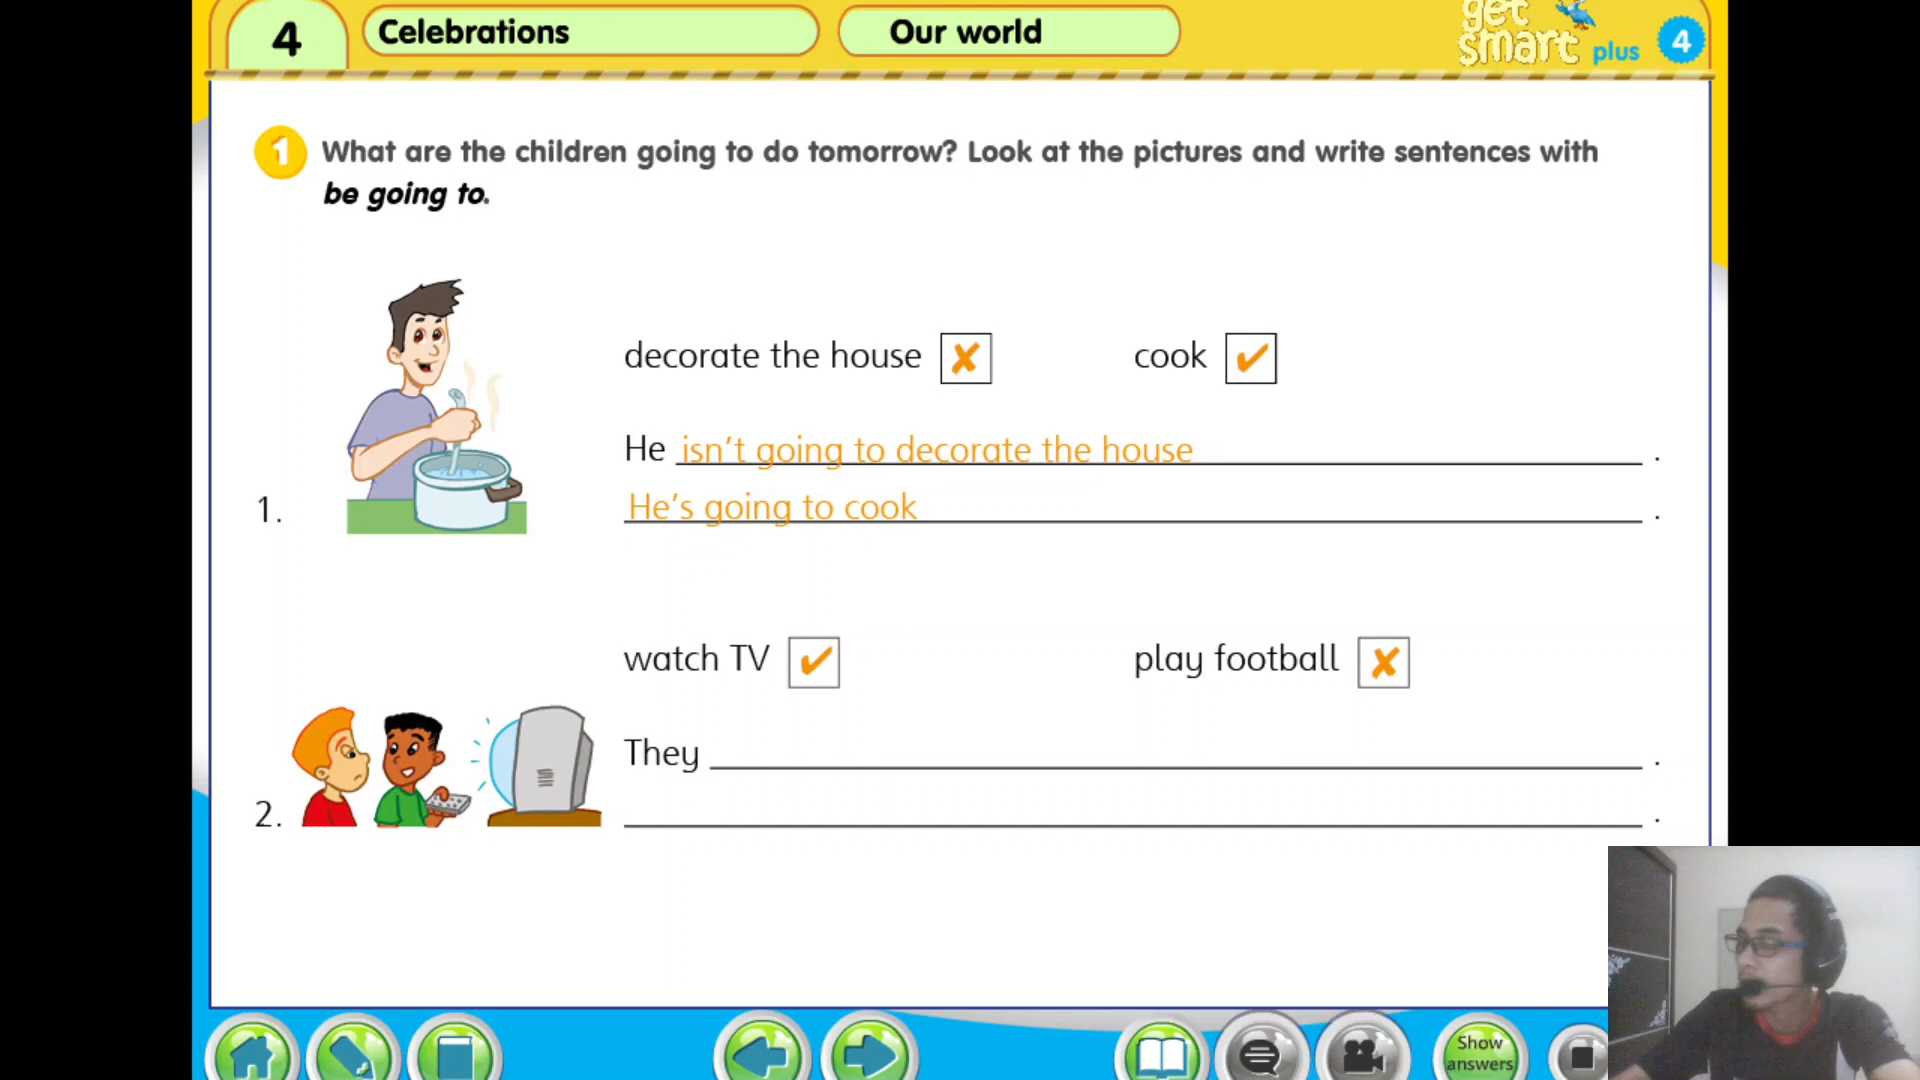 4 Celebrations Our world get smart plus 4
1 What are the children going to do tomorrow? Look at the pictures and write sentences with
be going to.
decorate the house ✘ cook ✔
He isn't going to decorate the house.
1. He's going to cook.
watch TV ✔ play football ✘
They .
2. .
Show
answers